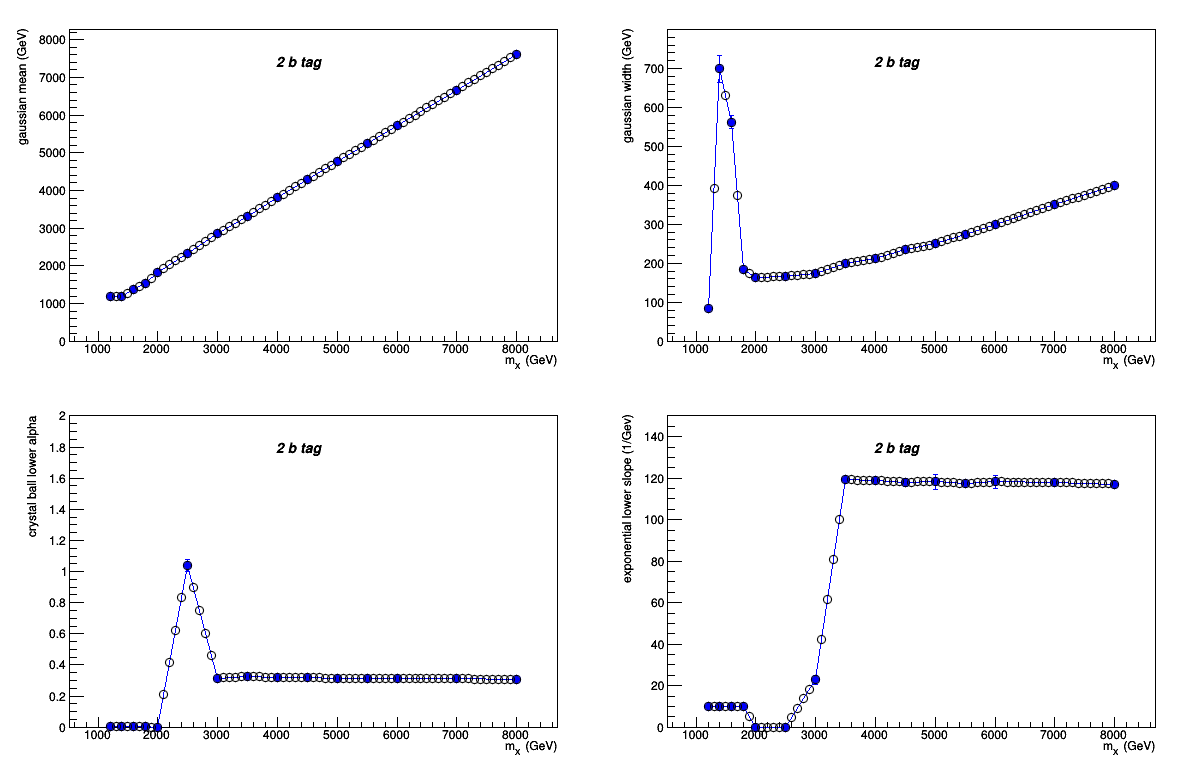 gaussian mean (GeV)
2 b tag
8000
7000
6000
5000
4000
3000
2000
1000
0
1000 2000 3000 4000 5000 6000 7000 8000
mx (GeV)
gaussian width (GeV)
2 b tag
700
600
500
400
300
200
100
0
1000 2000 3000 4000 5000 6000 7000 8000
mx (GeV)
crystal ball lower alpha
2 b tag
2
1.8
1.6
1.4
1.2
1
0.8
0.6
0.4
0.2
0
1000 2000 3000 4000 5000 6000 7000 8000
mx (GeV)
exponential lower slope (1/Gev)
2 b tag
140
120
100
80
60
40
20
0
1000 2000 3000 4000 5000 6000 7000 8000
mx (GeV)